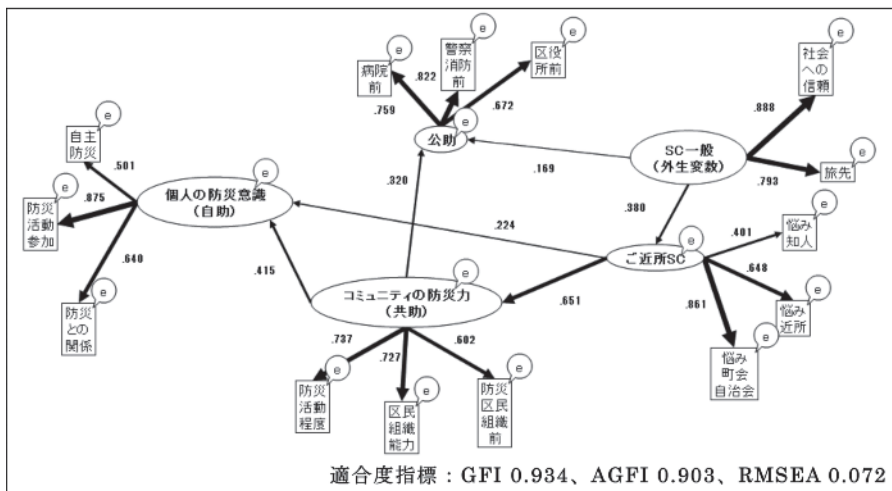 病院
前
警察
消防
前
区役
所前
社会
への
信頼
.759
.822
.672
.888
公助
e
e
e
e
e
SC一般
(外生変数)
e
.169
.793
旅先
e
自主
防災
e
.501
.875
.640
個人の防災意識
(自助)
e
防災
活動
参加
e
防災
との
関係
e
.320
.380
.224
.415
.651
ご近所SC
e
.401
.648
.861
悩み
知人
e
悩み
近所
e
悩み
町会
自治会
e
コミュニティの防災力
(共助)
e
.737
.727
.602
防災
活動
程度
e
区民
組織
能力
e
防災
区民
組織
前
e
適合度指標：GFI 0.934、AGFI 0.903、RMSEA 0.072